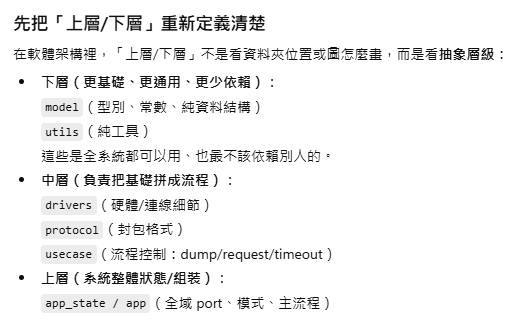 先把「上層/下層」重新定義清楚
在軟體架構裡，「上層/下層」不是看資料夾位置或圖怎麼畫，而是看抽象層級：
• 下層（更基礎、更通用、更少依賴）：
model（型別、常數、純資料結構）
utils（純工具）
這些是全系統都可以用、也最不該依賴別人的。
• 中層（負責把基礎拼成流程）：
drivers（硬體/連線細節）
protocol（封包格式）
usecase（流程控制：dump/request/timeout）
• 上層（系統整體狀態/組裝）：
app_state / app（全域 port、模式、主流程）